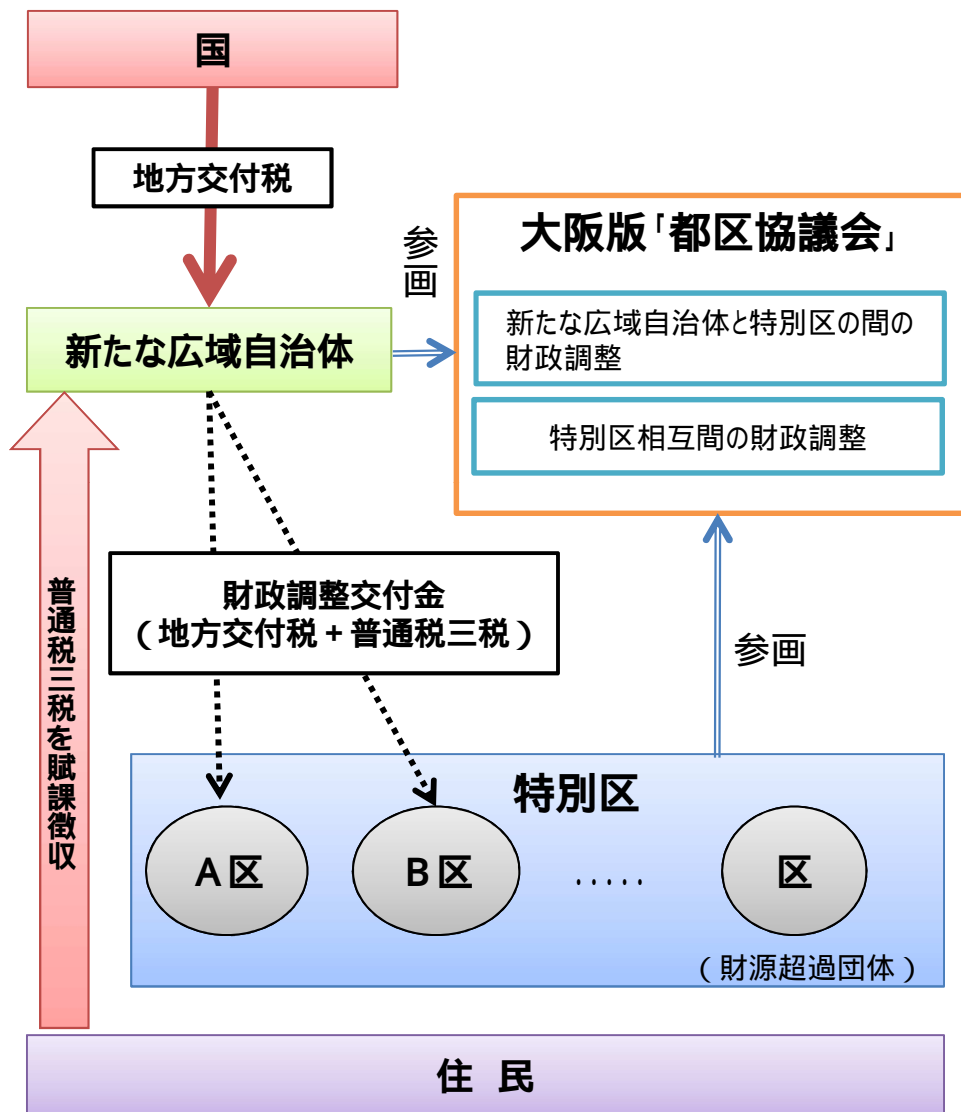 国
地方交付税
参画
大阪版「都区協議会」
新たな広域自治体と特別区の間の
財政調整
特別区相互間の財政調整
新たな広域自治体
普通税三税を賦課徴収
財政調整交付金
（地方交付税＋普通税三税）
参画
特別区
A区
B区
．．．．．
区
（財源超過団体）
住 民